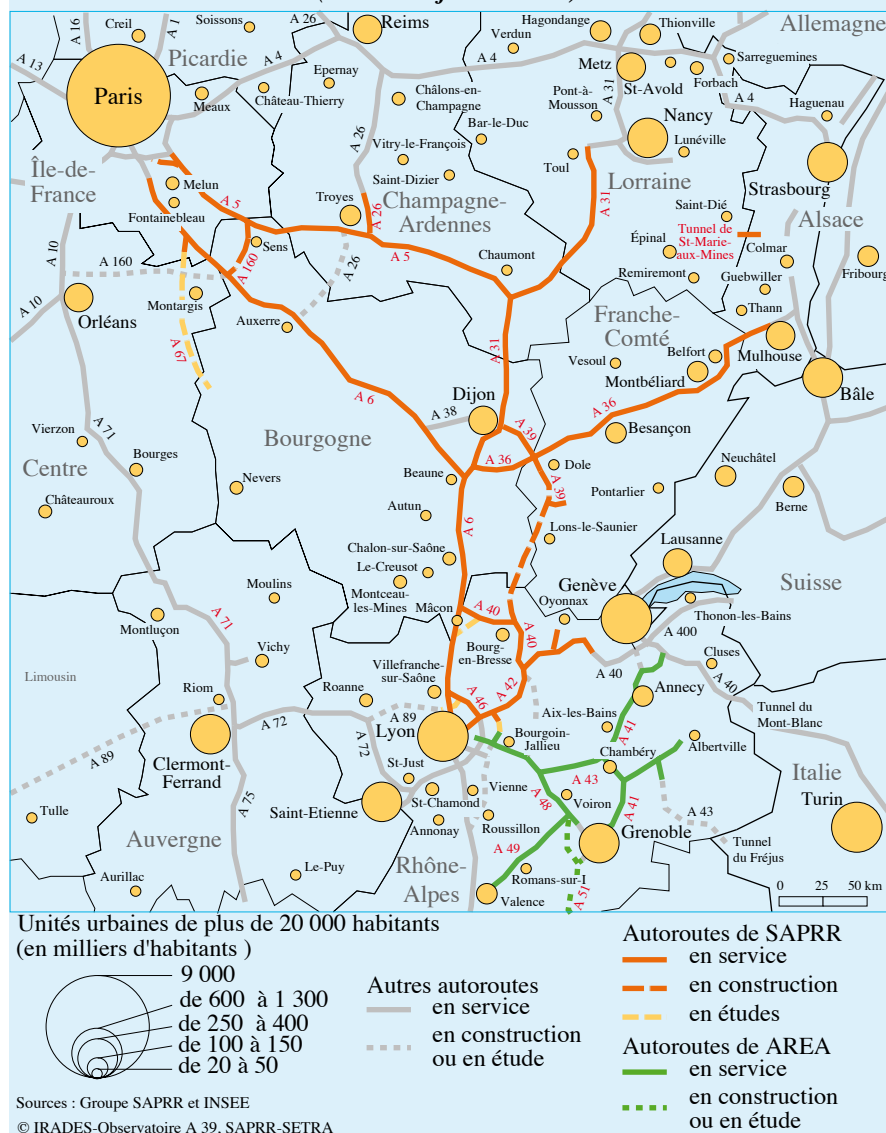 A 16
Creil
A 1
Soissons
A 26
Reims
Verdun
Hagondange
Thionville
Allemagne
A 13
Picardie
A 4
A 4
Metz
Sarreguemines
Epernay
St-Avold
Forbach
Paris
Meaux
Château-Thierry
Châlons-en-
Champagne
Pont-à-
Mousson
A 31
A 4
Haguenau
Nancy
Bar-le-Duc
A 26
Vitry-le-François
Lunéville
Île-de-
France
Melun
Saint-Dizier
Toul
Lorraine
Strasbourg
A 5
Troyes
A 26
Champagne-
Ardennes
A 31
Saint-Dié
Alsace
Fontainebleau
Tunnel de
St-Marie-
aux-Mines
Sens
Épinal
Colmar
A 10
A 160
A 160
A 26
A 5
Chaumont
Remiremont
Guebwiller
Fribourg
A 10
Montargis
Thann
Orléans
Auxerre
Franche-
Comté
A 67
A 31
Vesoul
Belfort
Mulhouse
Montbéliard
Bâle
A 6
Dijon
A 38
A 36
Vierzon
A 71
Bourgogne
A 39
Besançon
Centre
Bourges
A 36
Dole
Neuchâtel
Beaune
Nevers
A 39
Pontarlier
Châteauroux
Autun
Berne
A 6
Lons-le-Saunier
Lausanne
Chalon-sur-Saône
Le-Creusot
Genève
Suisse
Moulins
Montceau-
les-Mines
Oyonnax
Mâcon
A 40
Thonon-les-Bains
Montluçon
A 71
A 40
A 400
Bourg-
en-Bresse
Cluses
Vichy
Villefranche-
sur-Saône
Limousin
A 42
A 40
A 40
Riom
Roanne
A 46
Annecy
Tunnel du
Mont-Blanc
A 72
A 89
Aix-les-Bains
A 41
Lyon
Bourgoin-
Jallieu
Albertville
A 89
Clermont-
Ferrand
A 72
Chambéry
St-Just
A 43
Italie
A 75
Vienne
A 48
Voiron
A 41
Turin
Saint-Etienne
St-Chamond
A 43
Tulle
Annonay
Roussillon
Grenoble
Auvergne
A 49
Tunnel
du Fréjus
Le-Puy
Rhône-
Alpes
Romans-sur-I
Aurillac
A 51
Valence
0 25 50 km
Unités urbaines de plus de 20 000 habitants
(en milliers d'habitants )
9 000
de 600 à 1 300
de 250 à 400
de 100 à 150
de 20 à 50
Autres autoroutes
en service
en construction
ou en étude
Autoroutes de SAPRR
en service
en construction
en études
Autoroutes de AREA
en service
en construction
ou en étude
Sources : Groupe SAPRR et INSEE
© IRADES-Observatoire A 39, SAPRR-SETRA